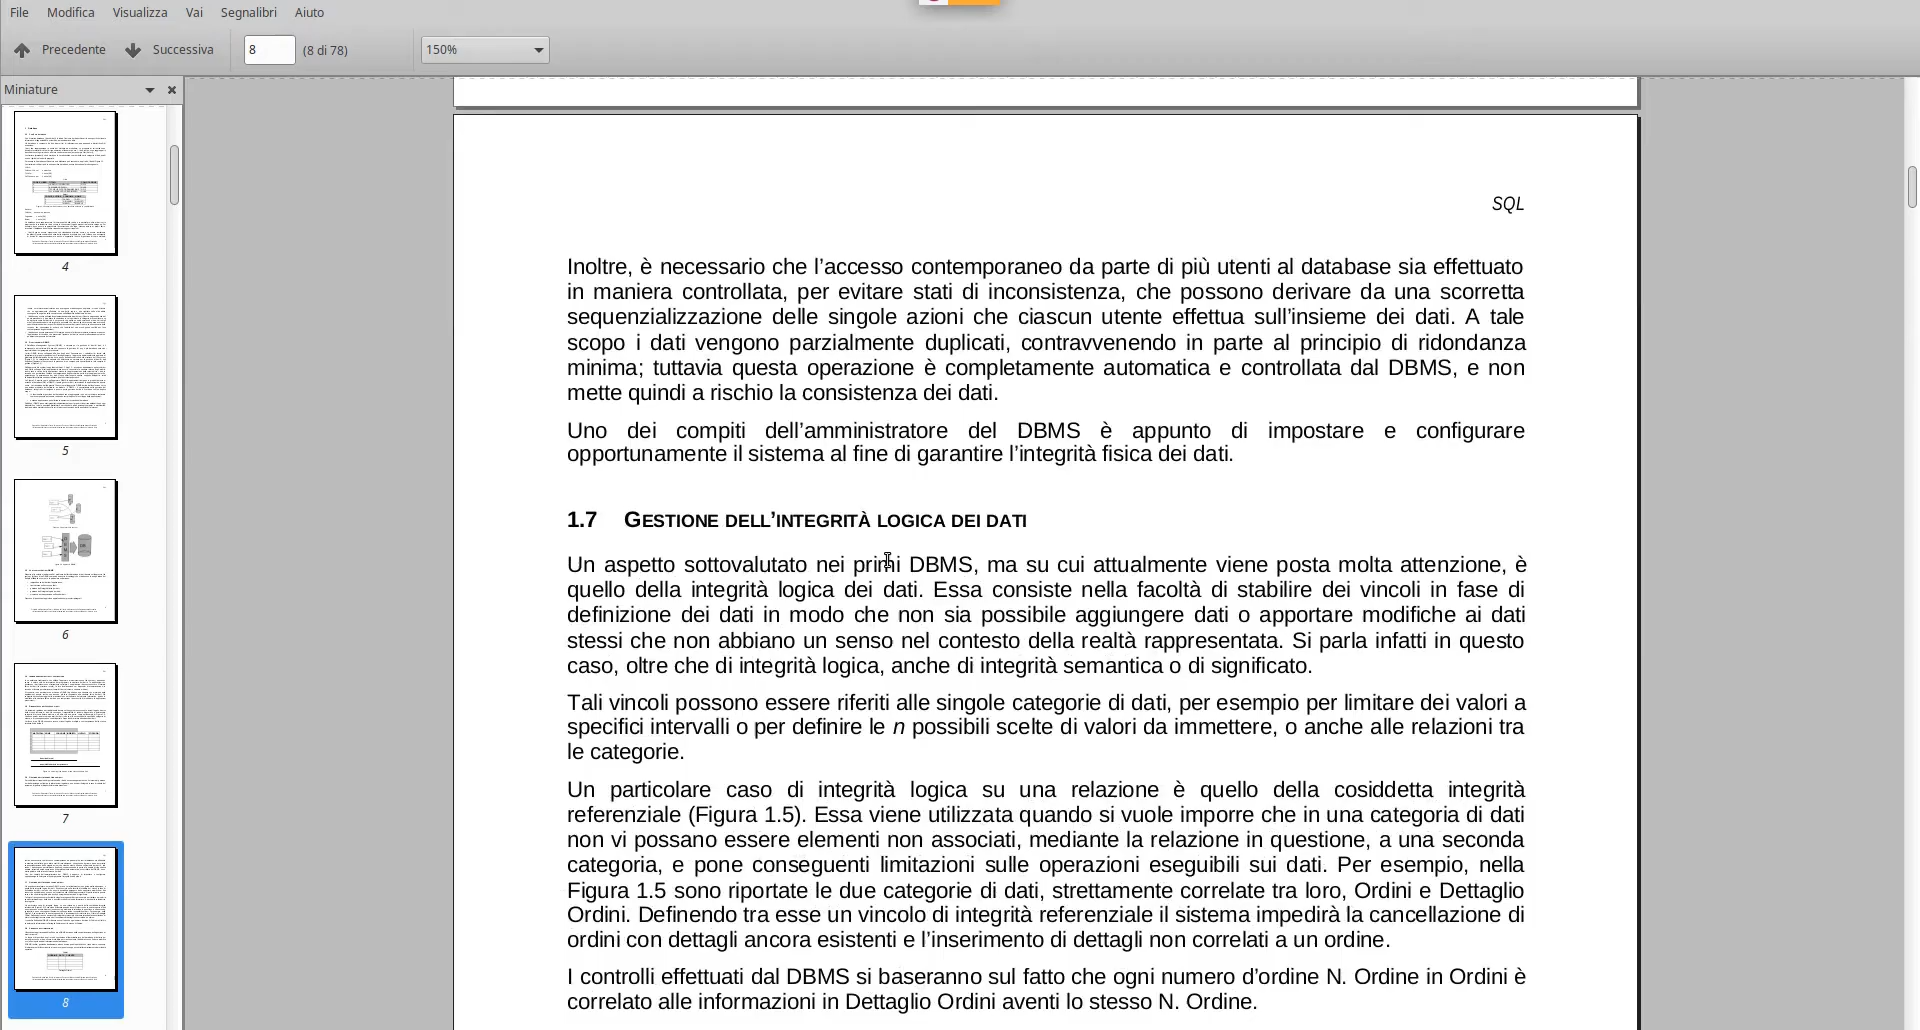 File Modifica Visualizza Vai Segnalibri Aiuto
Precedente Successiva 8 (8 di 78) 150%
Miniature
4
5
6
7
8
SQL
Inoltre, è necessario che l’accesso contemporaneo da parte di più utenti al database sia effettuato
in maniera controllata, per evitare stati di inconsistenza, che possono derivare da una scorretta
sequenzializzazione delle singole azioni che ciascun utente effettua sull’insieme dei dati. A tale
scopo i dati vengono parzialmente duplicati, contravvenendo in parte al principio di ridondanza
minima; tuttavia questa operazione è completamente automatica e controllata dal DBMS, e non
mette quindi a rischio la consistenza dei dati.
Uno dei compiti dell’amministratore del DBMS è appunto di impostare e configurare
opportunamente il sistema al fine di garantire l’integrità fisica dei dati.
1.7 GESTIONE DELL’INTEGRITÀ LOGICA DEI DATI
Un aspetto sottovalutato nei primi DBMS, ma su cui attualmente viene posta molta attenzione, è
quello della integrità logica dei dati. Essa consiste nella facoltà di stabilire dei vincoli in fase di
definizione dei dati in modo che non sia possibile aggiungere dati o apportare modifiche ai dati
stessi che non abbiano un senso nel contesto della realtà rappresentata. Si parla infatti in questo
caso, oltre che di integrità logica, anche di integrità semantica o di significato.
Tali vincoli possono essere riferiti alle singole categorie di dati, per esempio per limitare dei valori a
specifici intervalli o per definire le n possibili scelte di valori da immettere, o anche alle relazioni tra
le categorie.
Un particolare caso di integrità logica su una relazione è quello della cosiddetta integrità
referenziale (Figura 1.5). Essa viene utilizzata quando si vuole imporre che in una categoria di dati
non vi possano essere elementi non associati, mediante la relazione in questione, a una seconda
categoria, e pone conseguenti limitazioni sulle operazioni eseguibili sui dati. Per esempio, nella
Figura 1.5 sono riportate le due categorie di dati, strettamente correlate tra loro, Ordini e Dettaglio
Ordini. Definendo tra esse un vincolo di integrità referenziale il sistema impedirà la cancellazione di
ordini con dettagli ancora esistenti e l’inserimento di dettagli non correlati a un ordine.
I controlli effettuati dal DBMS si baseranno sul fatto che ogni numero d’ordine N. Ordine in Ordini è
correlato alle informazioni in Dettaglio Ordini aventi lo stesso N. Ordine.